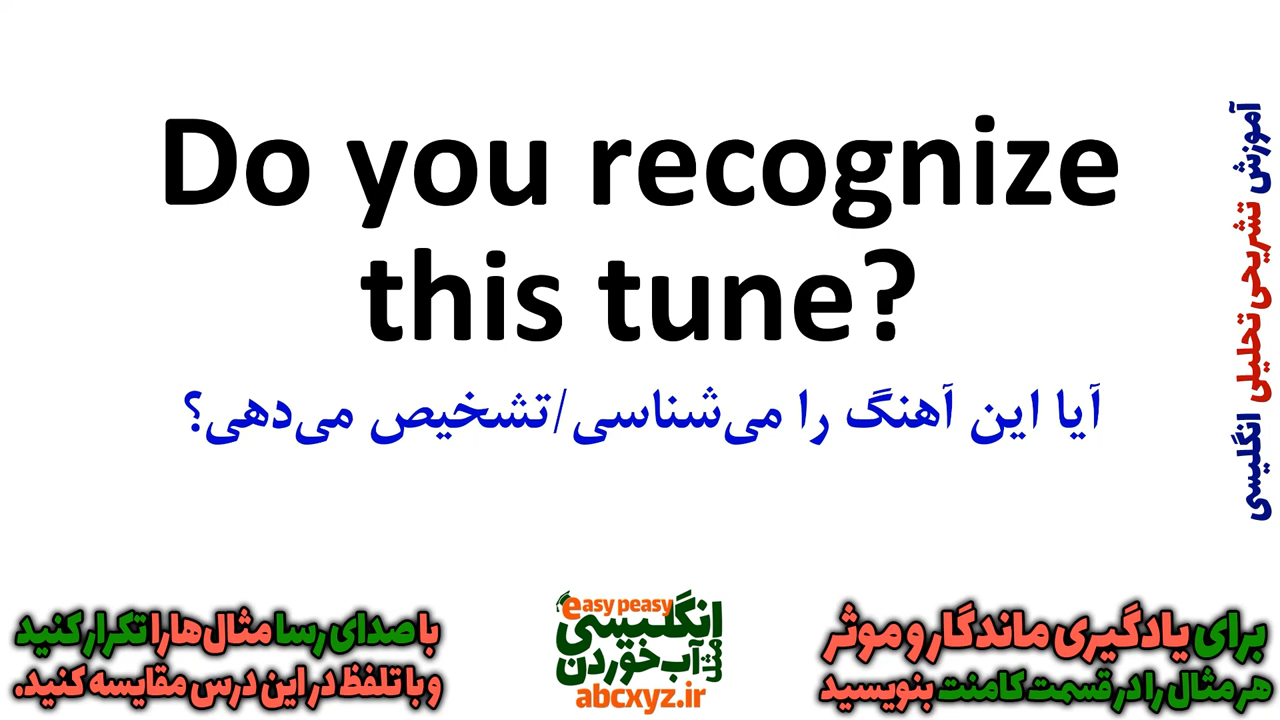 Do you recognize
this tune?
آیا این آهنگ را می‌شناسی/تشخیص می‌دهی؟
آموزش تشریحی تحلیلی انگلیسی
برای یادگیری ماندگار و موثر
هر مثال را در قسمت کامنت بنویسید
easy peasy
انگلیسی
مثل آب خوردن
abcxyz.ir
با صدای رسا مثال‌ها را تکرار کنید
و با تلفظ در این درس مقایسه کنید.